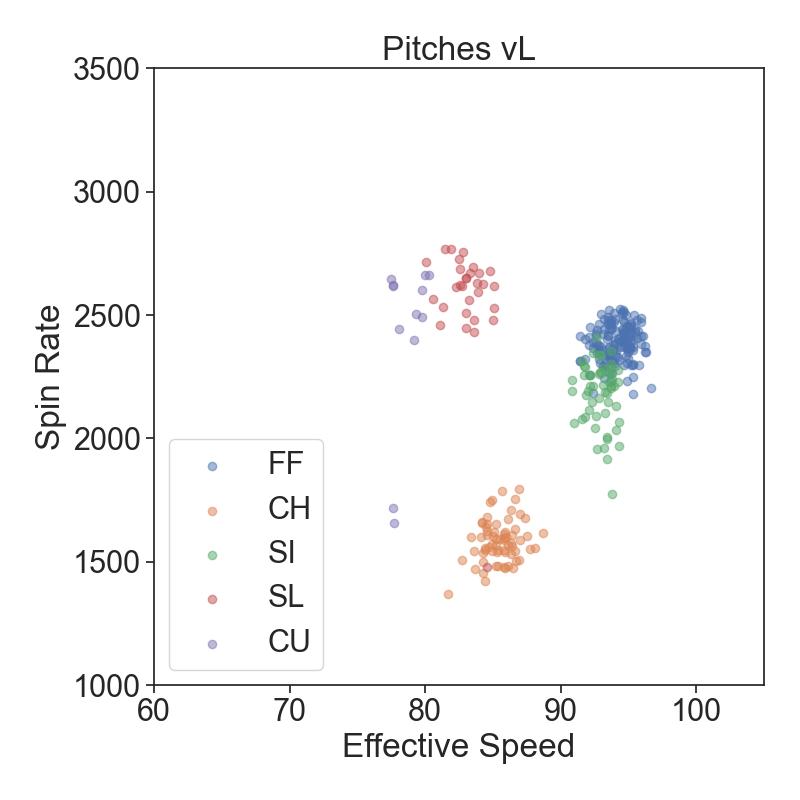 Pitches vL
3500
3000
2500
2000
1500
1000
Spin Rate
FF
CH
SI
SL
CU
60 70 80 90 100
Effective Speed